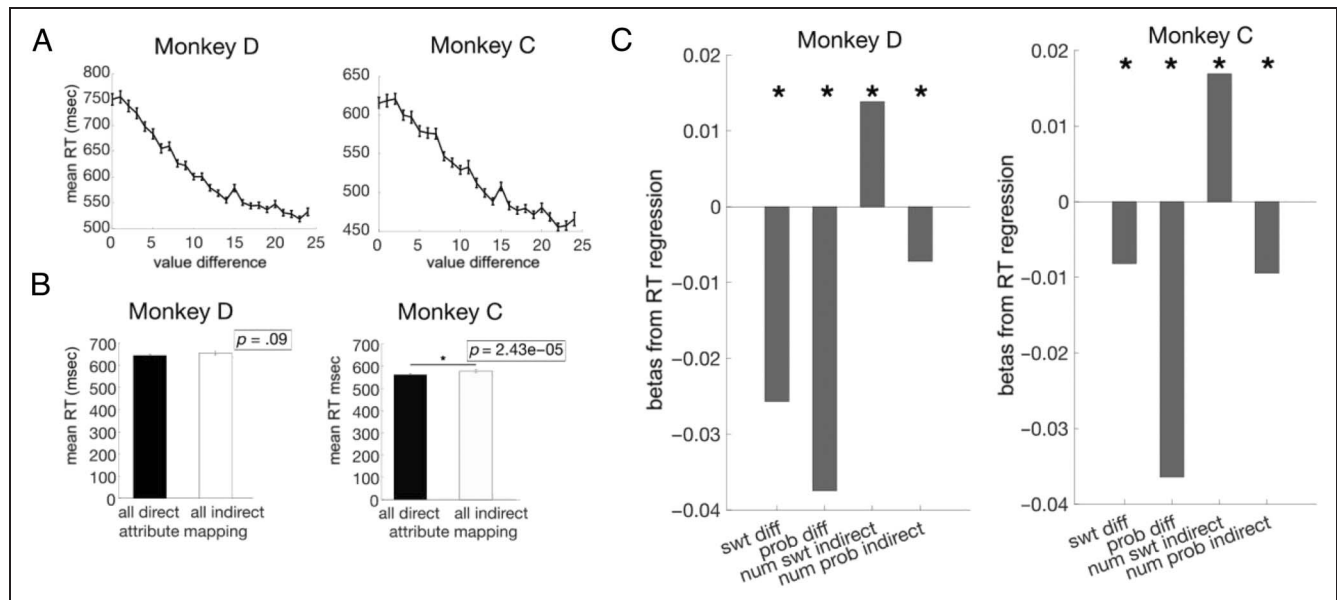 A
Monkey D
mean RT (msec)
800
750
700
650
600
550
500
0 5 10 15 20 25
value difference
Monkey C
650
600
550
500
450
0 5 10 15 20 25
value difference
B
Monkey D
p = .09
mean RT (msec)
700
600
500
400
300
200
100
0
all direct all indirect
attribute mapping
Monkey C
p = 2.43e−05
*
mean RT msec
700
600
500
400
300
200
100
0
all direct all indirect
attribute mapping
C
Monkey D
* * * *
betas from RT regression
0.02
0.01
0
−0.01
−0.02
−0.03
−0.04
swt diff
prob diff
num swt indirect
num prob indirect
Monkey C
* * * *
betas from RT regression
0.02
0.01
0
−0.01
−0.02
−0.03
−0.04
swt diff
prob diff
num swt indirect
num prob indirect